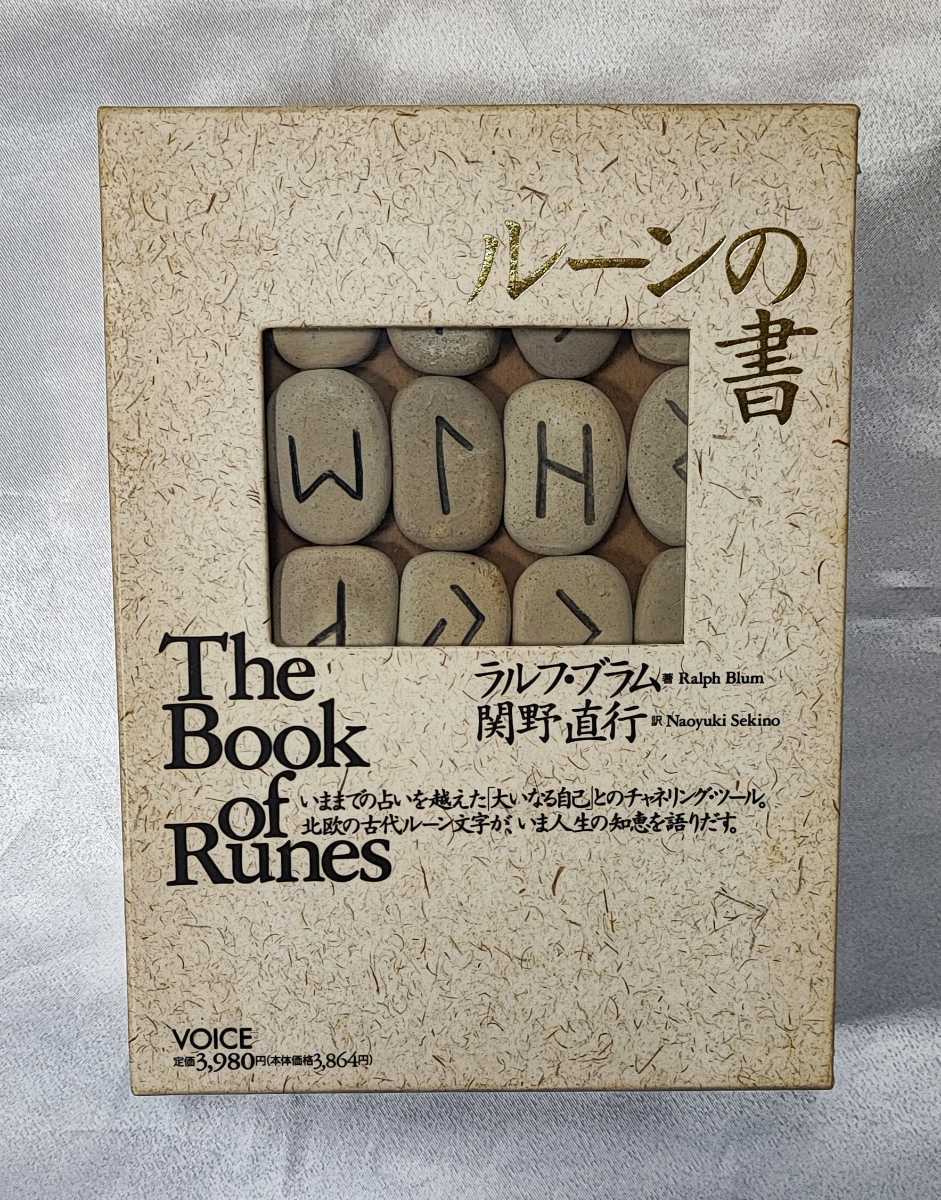 ルーンの
書
The
Book
of
Runes
ラルフ・ブラム著 Ralph Blum
関野直行訳 Naoyuki Sekino
いままでの占いを越えた「大いなる自己」とのチャネリング・ツール。
北欧の古代ルーン文字が、いま人生の知恵を語りだす。
VOICE
定価3,980円(本体価格3,864円)